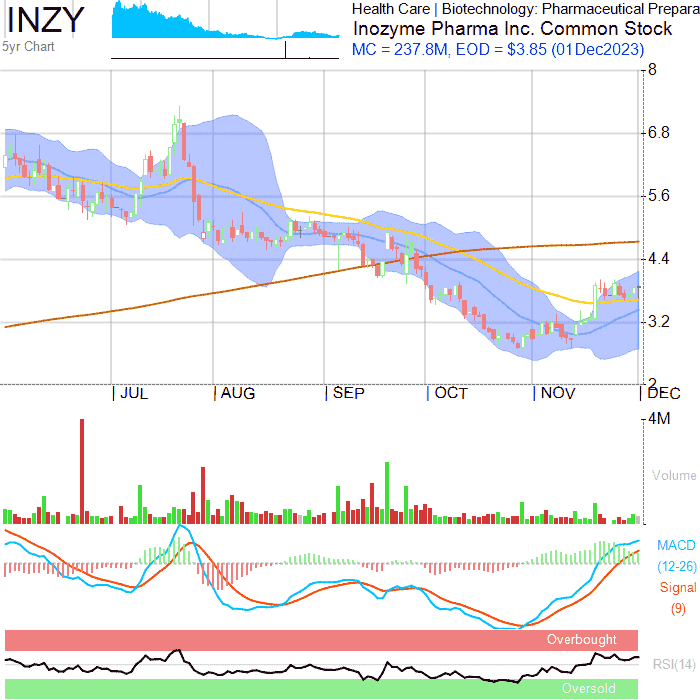 INZY
5yr Chart
Health Care | Biotechnology: Pharmaceutical Prepara
Inozyme Pharma Inc. Common Stock
MC = 237.8M, EOD = $3.85 (01Dec2023)
8
6.8
5.6
4.4
3.2
2
JUL AUG SEP OCT NOV DEC
4M
Volume
MACD
(12-26)
Signal
(9)
Overbought
RSI(14)
Oversold